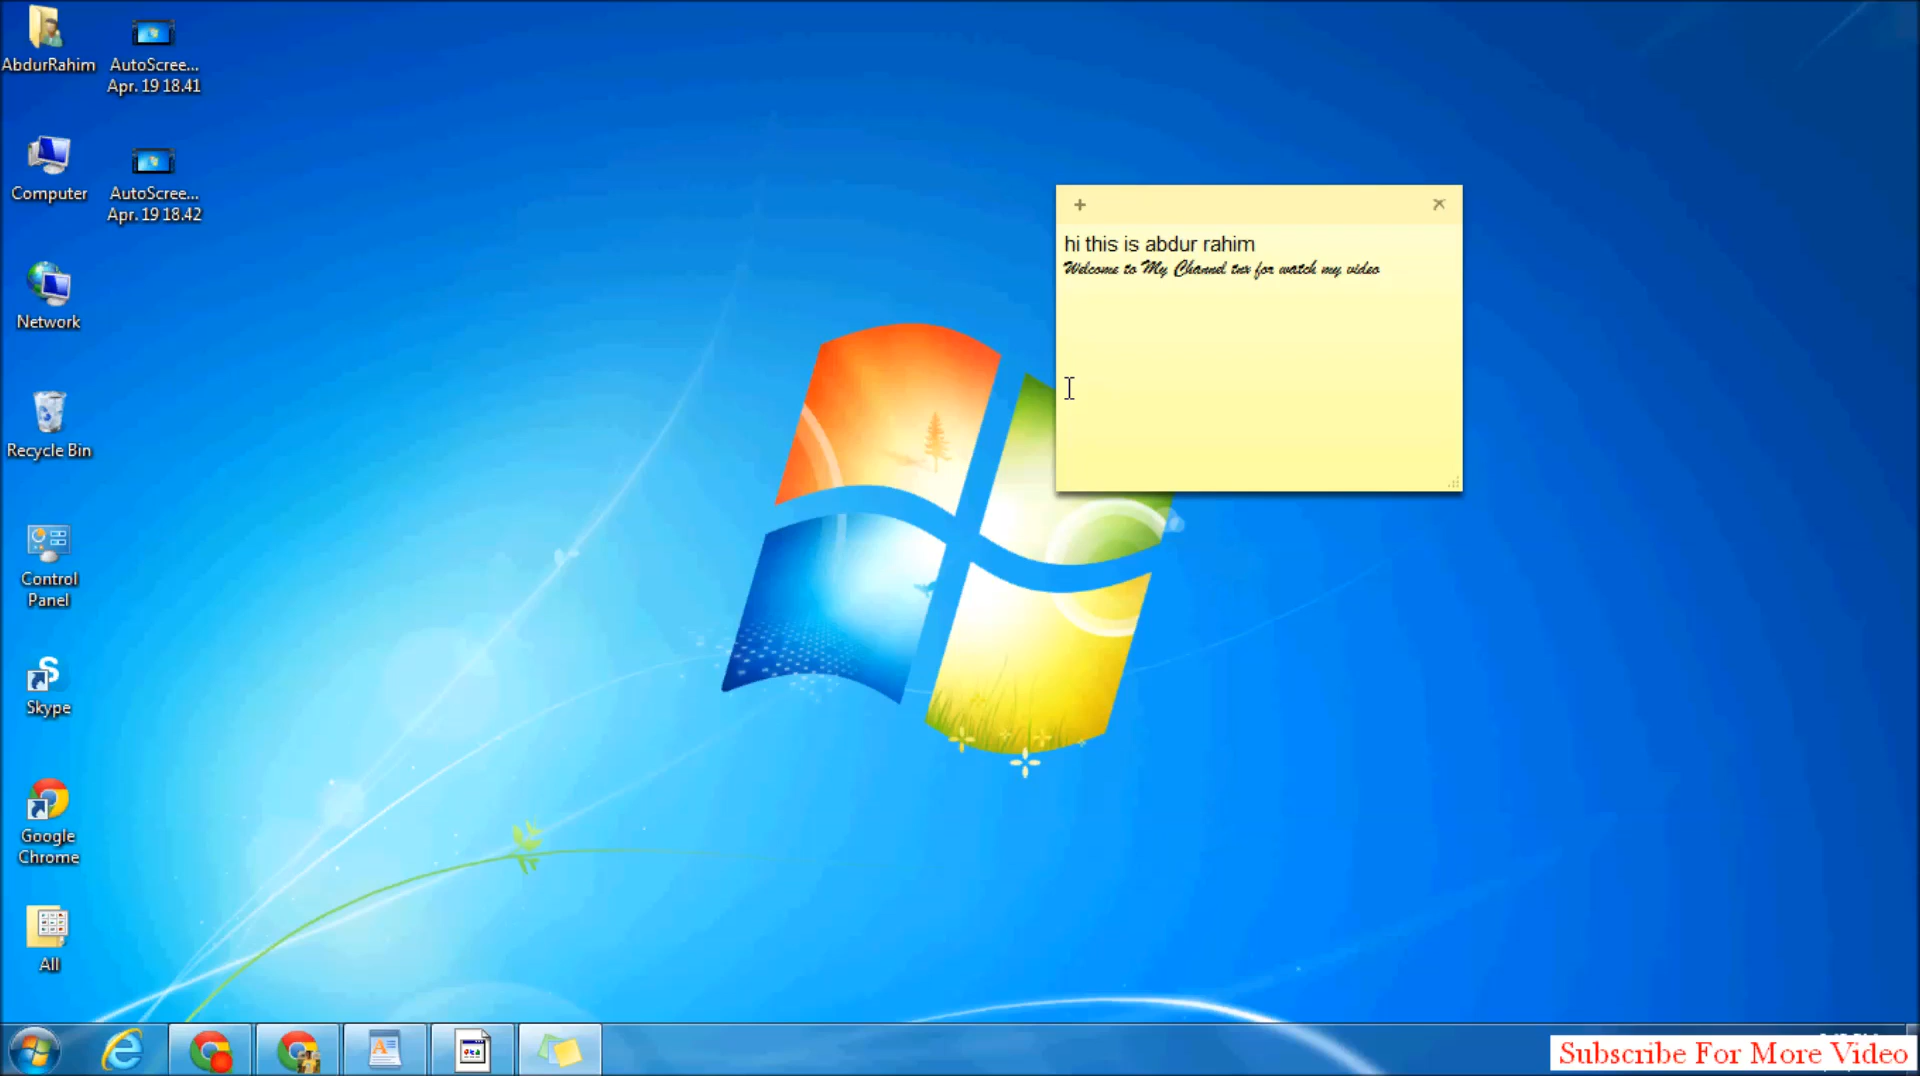 AbdurRahim
AutoScree...
Apr. 19 18.41
Computer
AutoScree...
Apr. 19 18.42
Network
Recycle Bin
Control
Panel
Skype
Google
Chrome
All
hi this is abdur rahim
Welcome to My Channel tnx for watch my video
Subscribe For More Video